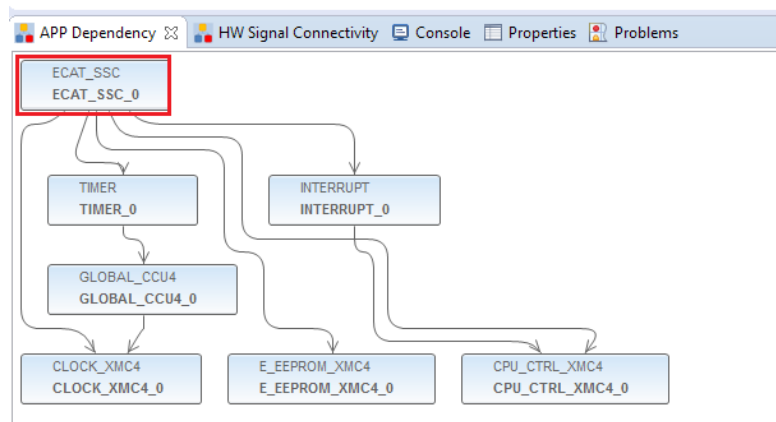 APP Dependency
HW Signal Connectivity
Console
Properties
Problems
ECAT_SSC
ECAT_SSC_0
TIMER
TIMER_0
INTERRUPT
INTERRUPT_0
GLOBAL_CCU4
GLOBAL_CCU4_0
CLOCK_XMC4
CLOCK_XMC4_0
E_EEPROM_XMC4
E_EEPROM_XMC4_0
CPU_CTRL_XMC4
CPU_CTRL_XMC4_0